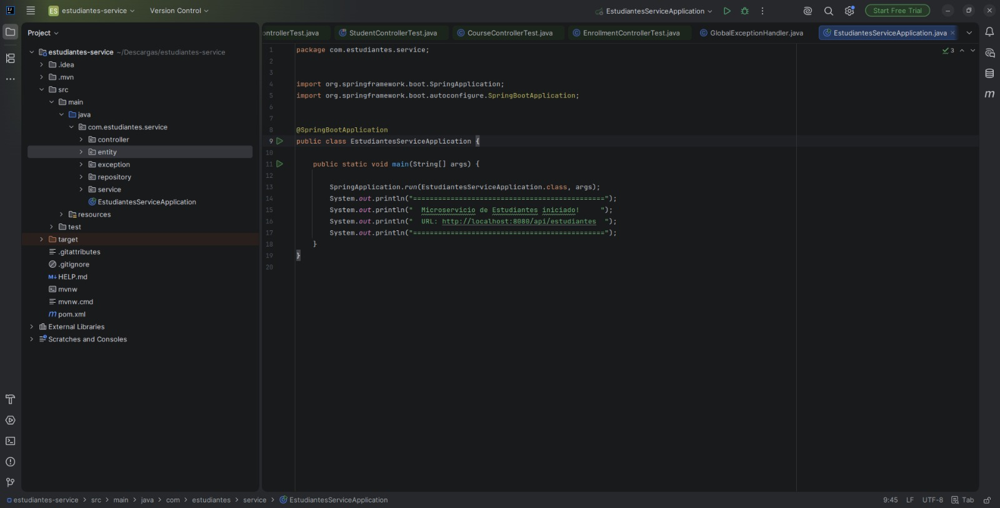 ES estudiantes-service Version Control EstudiantesServiceApplication Start Free Trial
Project
ontrollerTest.java StudentControllerTest.java CourseControllerTest.java EnrollmentControllerTest.java GlobalExceptionHandler.java EstudiantesServiceApplication.java
estudiantes-service ~/Descargas/estudiantes-service
.idea
.mvn
src
main
java
com.estudiantes.service
controller
entity
exception
repository
service
EstudiantesServiceApplication
resources
test
target
.gitattributes
.gitignore
M↓ HELP.md
mvnw
mvnw.cmd
m pom.xml
External Libraries
Scratches and Consoles
1 package com.estudiantes.service;
2
3
4 import org.springframework.boot.SpringApplication;
5 import org.springframework.boot.autoconfigure.SpringBootApplication;
6
7
8 @SpringBootApplication
9 public class EstudiantesServiceApplication {
10
11 public static void main(String[] args) {
12
13 SpringApplication.run(EstudiantesServiceApplication.class, args);
14 System.out.println("==============================================");
15 System.out.println("  Microservicio de Estudiantes iniciado!     ");
16 System.out.println("  URL: http://localhost:8080/api/estudiantes  ");
17 System.out.println("==============================================");
18 }
19 }
20
3
m
estudiantes-service > src > main > java > com > estudiantes > service > EstudiantesServiceApplication 9:45 LF UTF-8 Tab